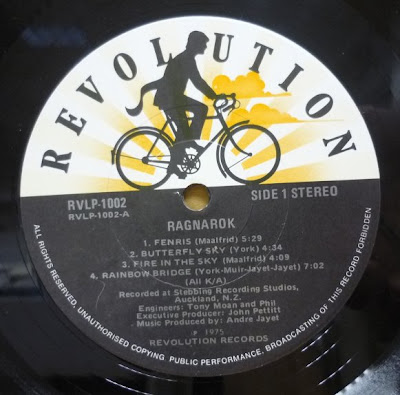 REVOLUTION
RVLP-1002
RVLP-1002-A
SIDE 1 STEREO
RAGNAROK
1. FENRIS (Maalfrid) 5:29
2. BUTTERFLY SKY (York) 4:34
3. FIRE IN THE SKY (Maalfrid) 4:09
4. RAINBOW BRIDGE (York-Muir-Jayet-Jayet) 7:02
(All K/A)
Recorded at Stebbing Recording Studios,
Auckland, N.Z.
Engineers: Tony Moan and Phil
Executive Producer: John Pettitt
Music Produced by: Andre Jayet
P 1975
REVOLUTION RECORDS
ALL RIGHTS RESERVED. UNAUTHORISED COPYING PUBLIC PERFORMANCE, BROADCASTING OF THIS RECORD FORBIDDEN